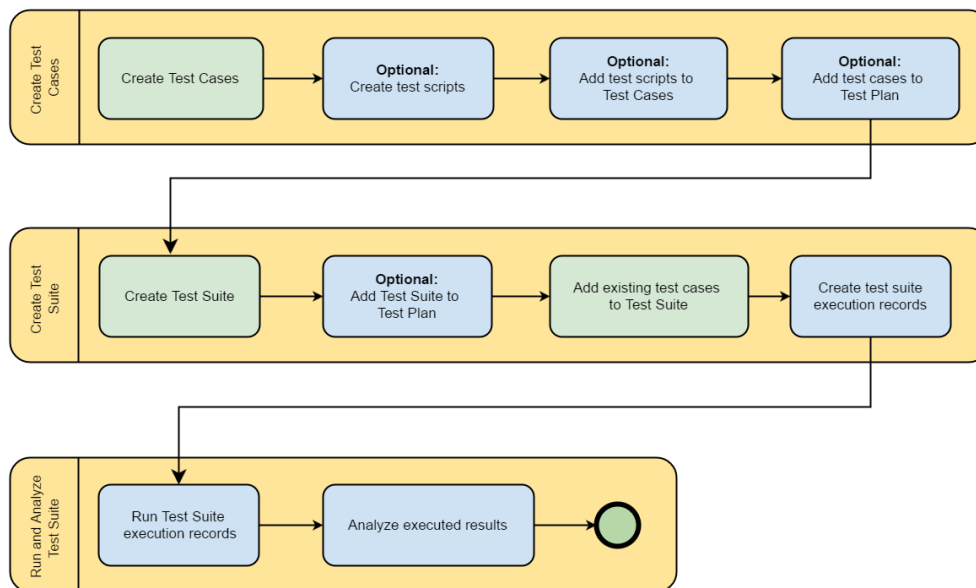 Create Test
Cases
Create Test Cases
Optional:
Create test scripts
Optional:
Add test scripts to
Test Cases
Optional:
Add test cases to
Test Plan
Create Test
Suite
Create Test Suite
Optional:
Add Test Suite to
Test Plan
Add existing test cases
to Test Suite
Create test suite
execution records
Run and Analyze
Test Suite
Run Test Suite
execution records
Analyze executed results